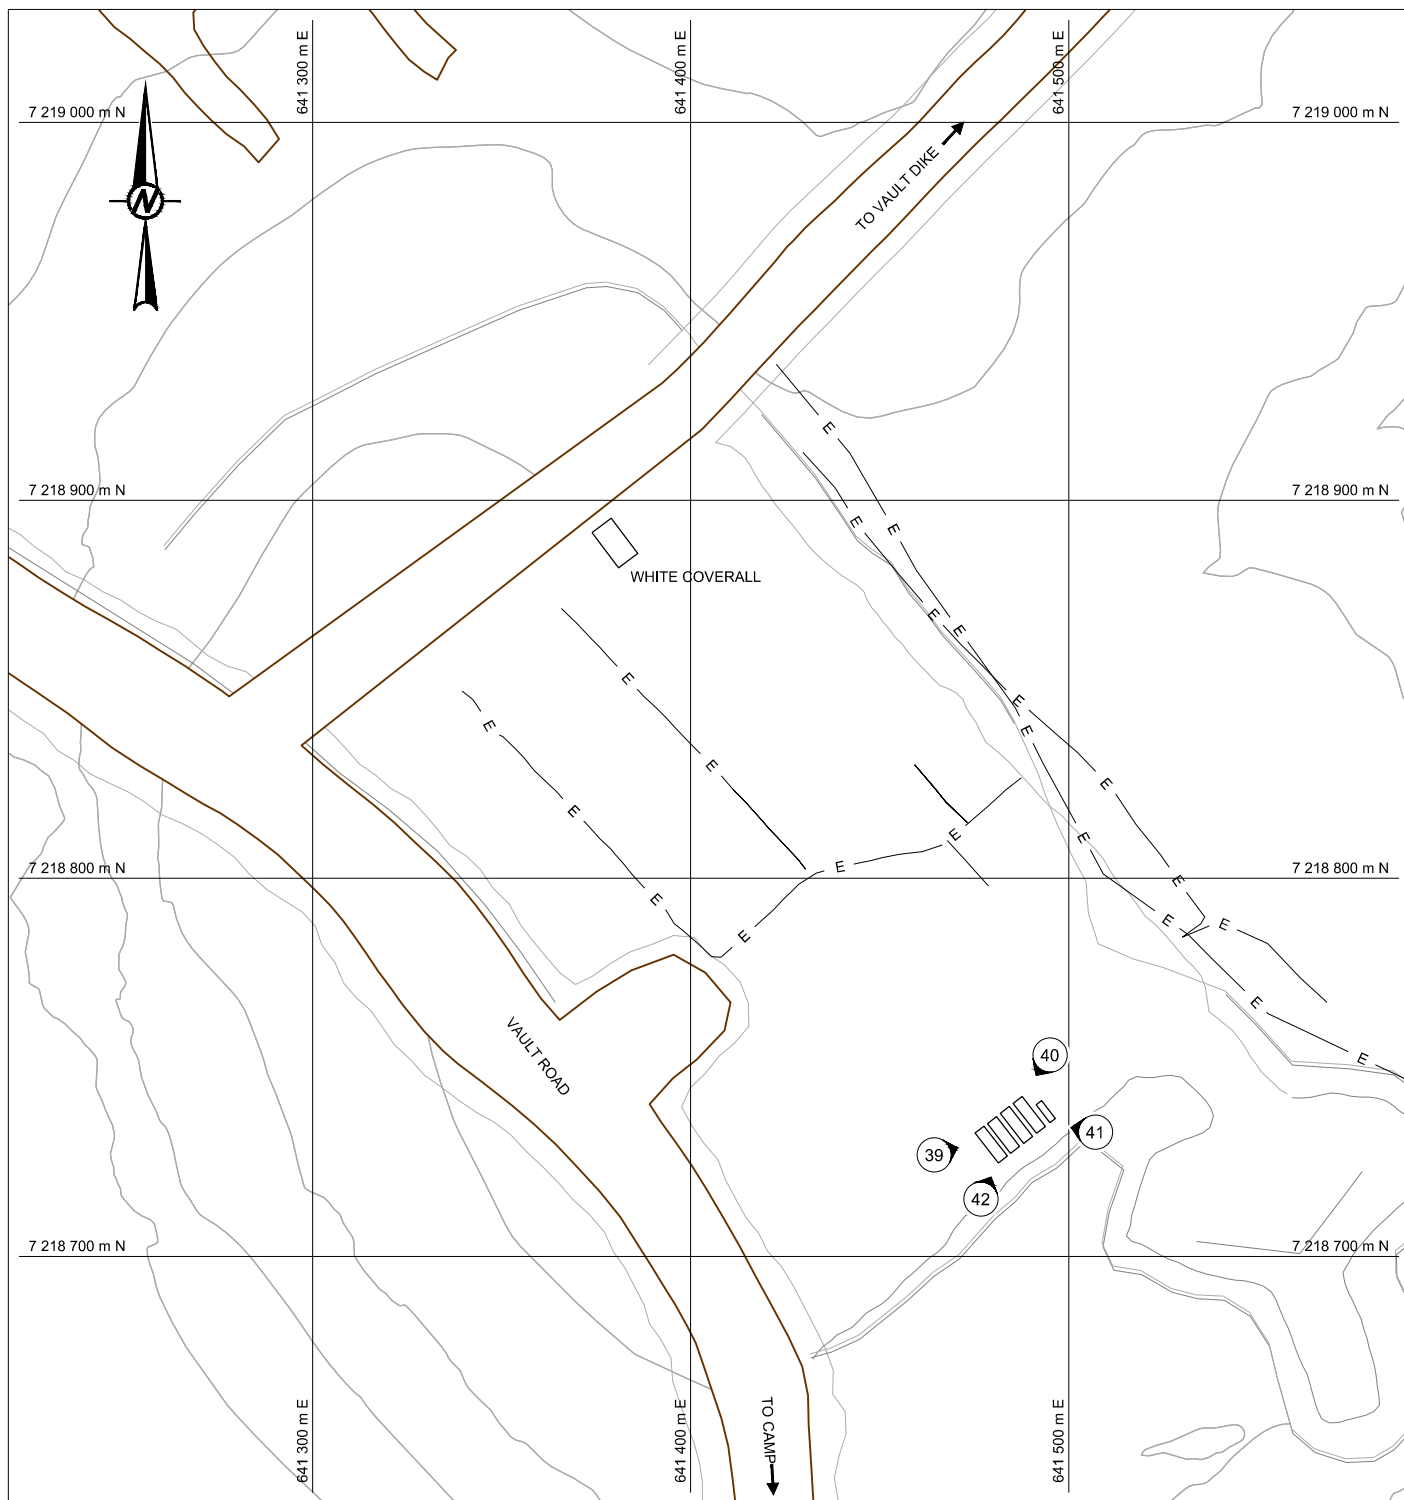 641 300 m E
641 400 m E
641 500 m E
7 219 000 m N
7 219 000 m N
TO VAULT DIKE
N
E
7 218 900 m N
7 218 900 m N
E
E
WHITE COVERALL
E
E
E
E
E
E
E
E
E
E
E
E
7 218 800 m N
7 218 800 m N
E
E
E
E
E
E
E
VAULT ROAD
40
E
41
39
42
7 218 700 m N
7 218 700 m N
641 300 m E
641 400 m E
TO CAMP
641 500 m E